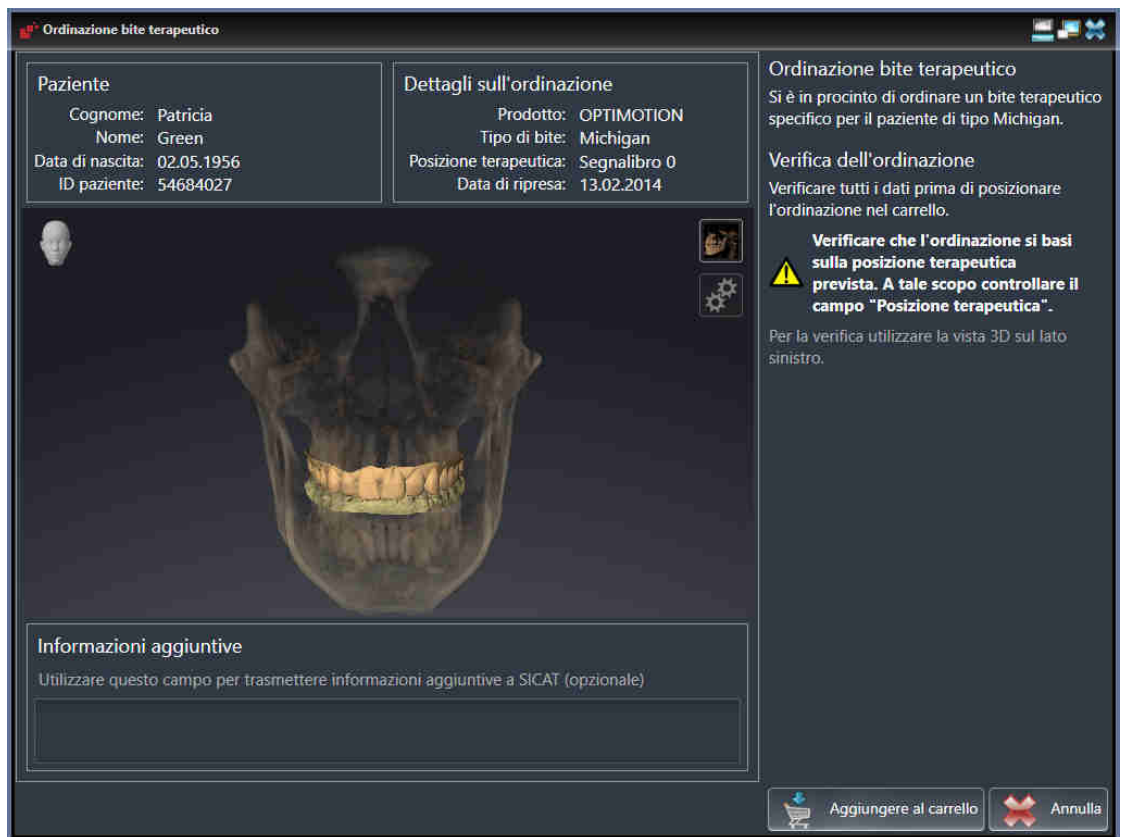 Ordinazione bite terapeutico
Paziente
Cognome: Patricia
Nome: Green
Data di nascita: 02.05.1956
ID paziente: 54684027
Dettagli sull'ordinazione
Prodotto: OPTIMOTION
Tipo di bite: Michigan
Posizione terapeutica: Segnalibro 0
Data di ripresa: 13.02.2014
Informazioni aggiuntive
Utilizzare questo campo per trasmettere informazioni aggiuntive a SICAT (opzionale)
Ordinazione bite terapeutico
Si è in procinto di ordinare un bite terapeutico
specifico per il paziente di tipo Michigan.
Verifica dell'ordinazione
Verificare tutti i dati prima di posizionare
l'ordinazione nel carrello.
Verificare che l'ordinazione si basi
sulla posizione terapeutica
prevista. A tale scopo controllare il
campo "Posizione terapeutica".
Per la verifica utilizzare la vista 3D sul lato
sinistro.
Aggiungere al carrello
Annulla